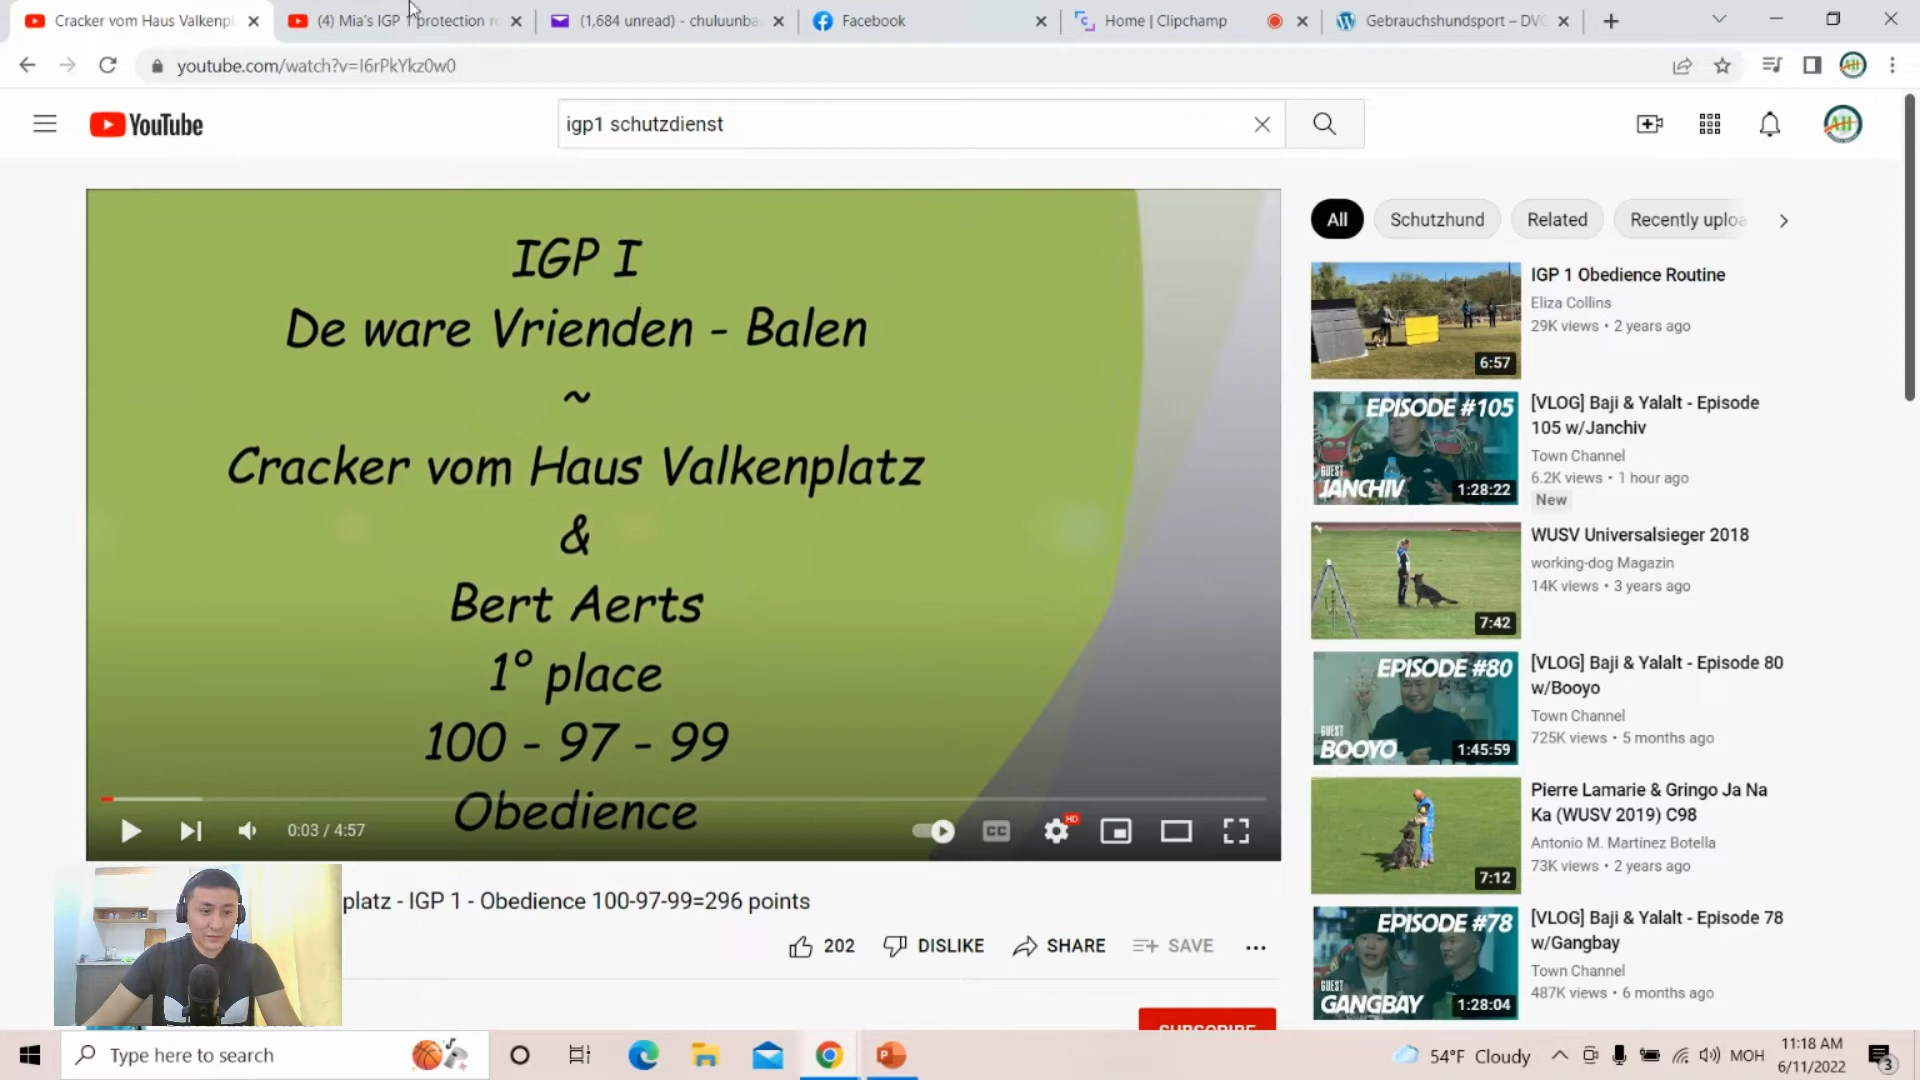 Cracker vom Haus Valkenpl
(4) Mia's IGP 1 protection ro
(1,684 unread) - chuluunba
Facebook
Home | Clipchamp
Gebrauchshundsport – DVG
youtube.com/watch?v=I6rPkYkz0w0
YouTube
igp1 schutzdienst
IGP I
De ware Vrienden - Balen
~
Cracker vom Haus Valkenplatz
&
Bert Aerts
1° place
100 - 97 - 99
Obedience
0:03 / 4:57
CC
HD
platz - IGP 1 - Obedience 100-97-99=296 points
202
DISLIKE
SHARE
SAVE
SUBSCRIBE
All
Schutzhund
Related
Recently uploa
6:57
IGP 1 Obedience Routine
Eliza Collins
29K views • 2 years ago
EPISODE #105
GUEST
JANCHIV
1:28:22
[VLOG] Baji & Yalalt - Episode
105 w/Janchiv
Town Channel
6.2K views • 1 hour ago
New
7:42
WUSV Universalsieger 2018
working-dog Magazin
14K views • 3 years ago
EPISODE #80
GUEST
BOOYO
1:45:59
[VLOG] Baji & Yalalt - Episode 80
w/Booyo
Town Channel
725K views • 5 months ago
7:12
Pierre Lamarie & Gringo Ja Na
Ka (WUSV 2019) C98
Antonio M. Martínez Botella
73K views • 2 years ago
EPISODE #78
GUEST
GANGBAY
1:28:04
[VLOG] Baji & Yalalt - Episode 78
w/Gangbay
Town Channel
487K views • 6 months ago
Type here to search
54°F Cloudy
MOH
11:18 AM
6/11/2022
3